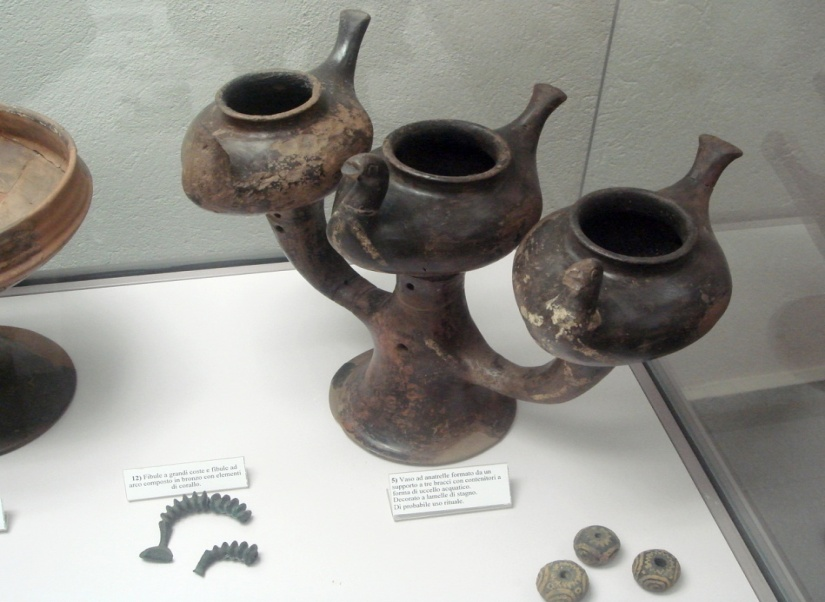 12) Fibule a grandi coste e fibule ad
arco composto in bronzo con elementi
di corallo.
5) Vaso ad anatrelle formato da un
supporto a tre bracci con contenitori a
forma di uccello acquatico.
Decorato a lamelle di stagno.
Di probabile uso rituale.